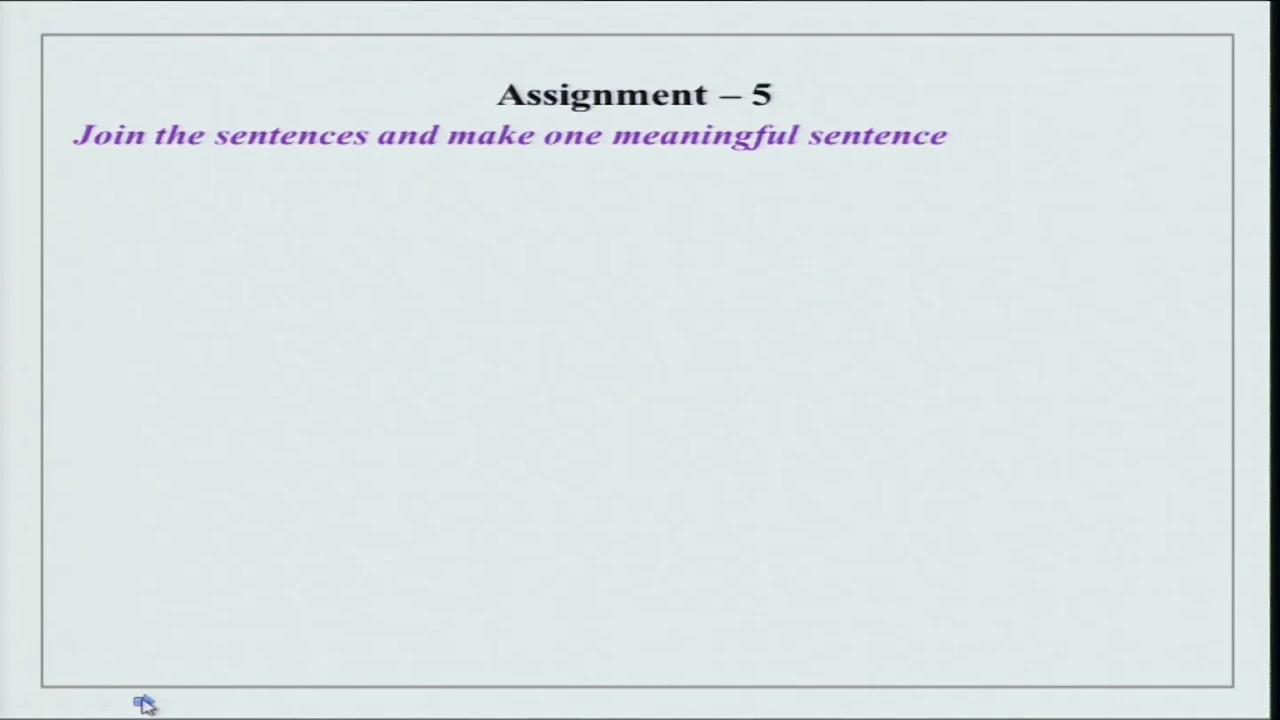 Assignment – 5
Join the sentences and make one meaningful sentence